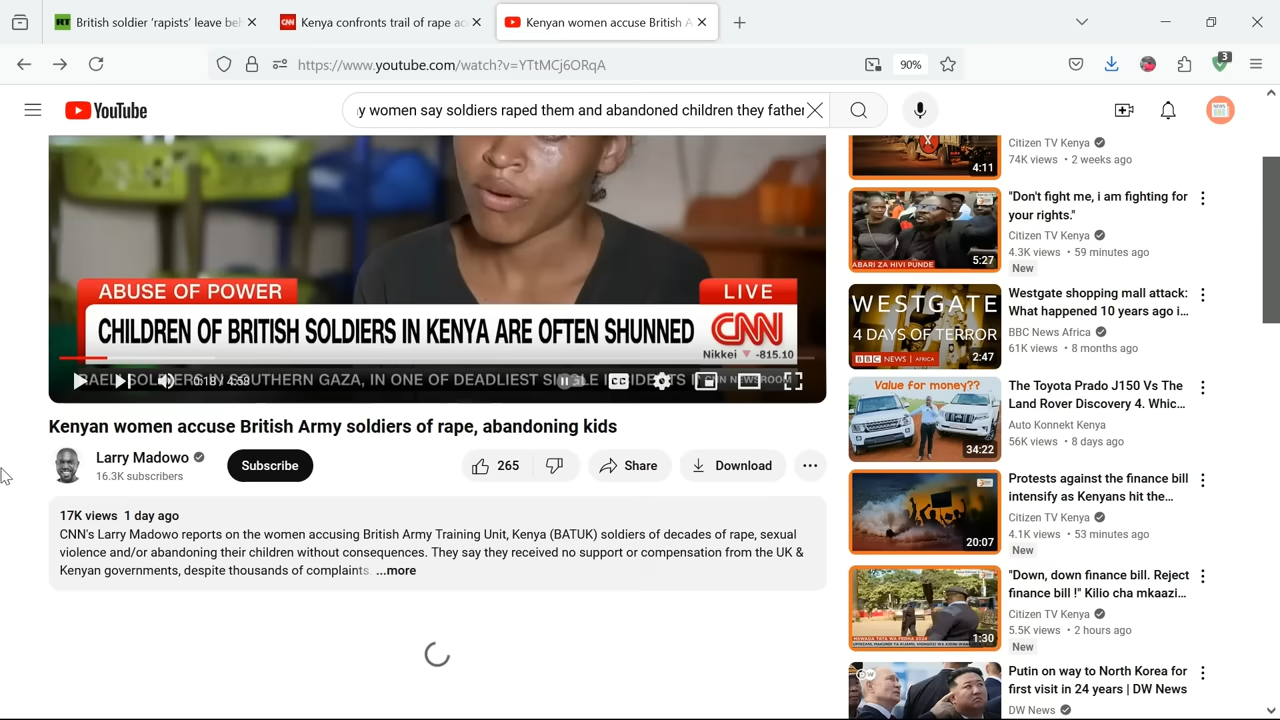 British soldier 'rapists' leave be
Kenya confronts trail of rape ac
Kenyan women accuse British A
https://www.youtube.com/watch?v=YTtMCj6ORqA
90%
3
YouTube
y women say soldiers raped them and abandoned children they father
ABUSE OF POWER
LIVE
CHILDREN OF BRITISH SOLDIERS IN KENYA ARE OFTEN SHUNNED
CNN
Nikkei ▼ -815.10
SOUTHERN GAZA, IN ONE OF DEADLIEST SINGLE INCIDENTS
CNN NEWSROOM
0:18 / 4:58
Kenyan women accuse British Army soldiers of rape, abandoning kids
Larry Madowo
16.3K subscribers
Subscribe
265
Share
Download
17K views 1 day ago
CNN's Larry Madowo reports on the women accusing British Army Training Unit, Kenya (BATUK) soldiers of decades of rape, sexual
violence and/or abandoning their children without consequences. They say they received no support or compensation from the UK &
Kenyan governments, despite thousands of complaints. ...more
Citizen TV Kenya
74K views • 2 weeks ago
4:11
"Don't fight me, i am fighting for
your rights."
Citizen TV Kenya
4.3K views • 59 minutes ago
New
5:27
ABARI ZA HIVI PUNDE
WESTGATE
4 DAYS OF TERROR
BBC NEWS | AFRICA
2:47
Westgate shopping mall attack:
What happened 10 years ago i...
BBC News Africa
61K views • 8 months ago
Value for money??
34:22
The Toyota Prado J150 Vs The
Land Rover Discovery 4. Whic...
Auto Konnekt Kenya
56K views • 8 days ago
20:07
Protests against the finance bill
intensify as Kenyans hit the...
Citizen TV Kenya
4.1K views • 53 minutes ago
New
1:30
"Down, down finance bill. Reject
finance bill !" Kilio cha mkaazi...
Citizen TV Kenya
5.5K views • 2 hours ago
New
DW
Putin on way to North Korea for
first visit in 24 years | DW News
DW News